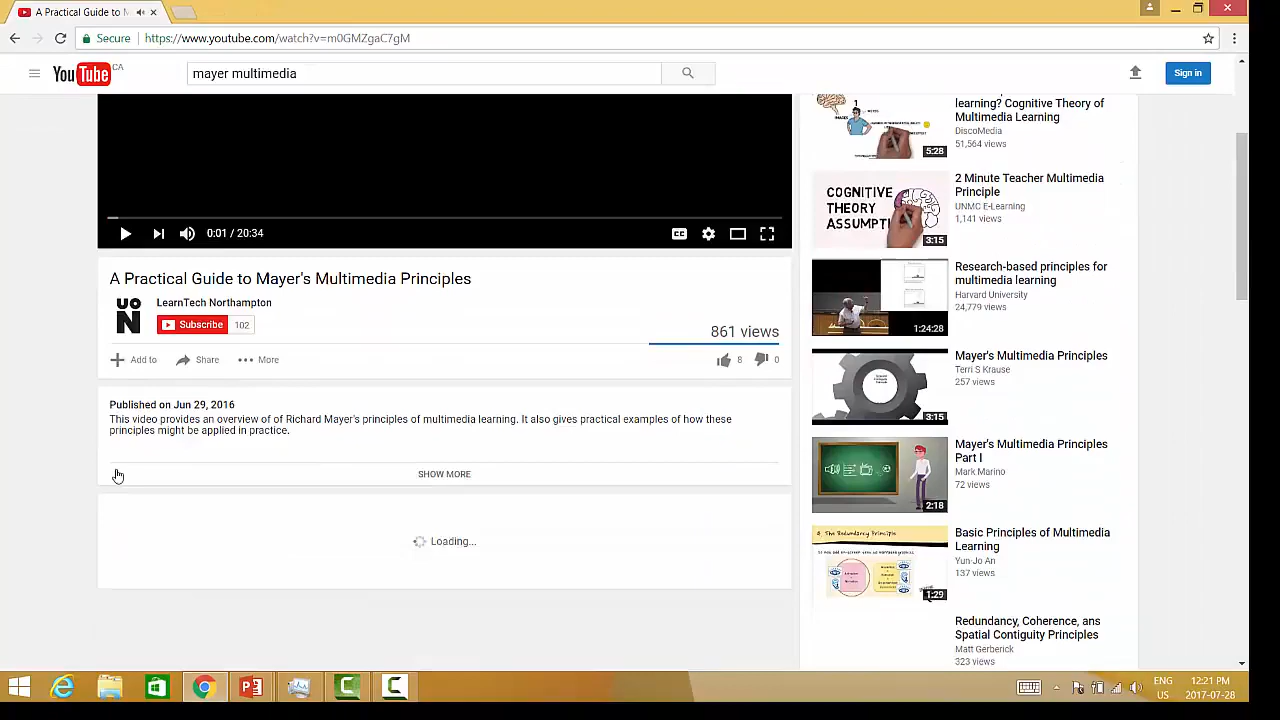 A Practical Guide to M
Secure
https://www.youtube.com/watch?v=m0GMZgaC7gM
YouTube CA
mayer multimedia
Sign in
0:01 / 20:34
A Practical Guide to Mayer's Multimedia Principles
UO
N
LearnTech Northampton
Subscribe
102
861 views
Add to
Share
More
8
0
Published on Jun 29, 2016
This video provides an overview of of Richard Mayer's principles of multimedia learning. It also gives practical examples of how these
principles might be applied in practice.
SHOW MORE
Loading...
learning? Cognitive Theory of
Multimedia Learning
DiscoMedia
51,564 views
5:28
2 Minute Teacher Multimedia
Principle
UNMC E-Learning
1,141 views
COGNITIVE
THEORY
ASSUMPTI
3:15
Research-based principles for
multimedia learning
Harvard University
24,779 views
1:24:28
Mayer's Multimedia Principles
Terri S Krause
257 views
3:15
Mayer's Multimedia Principles
Part I
Mark Marino
72 views
2:18
Basic Principles of Multimedia
Learning
Yun-Jo An
137 views
The Redundancy Principle
1:29
Redundancy, Coherence, ans
Spatial Contiguity Principles
Matt Gerberick
323 views
ENG
US
12:21 PM
2017-07-28